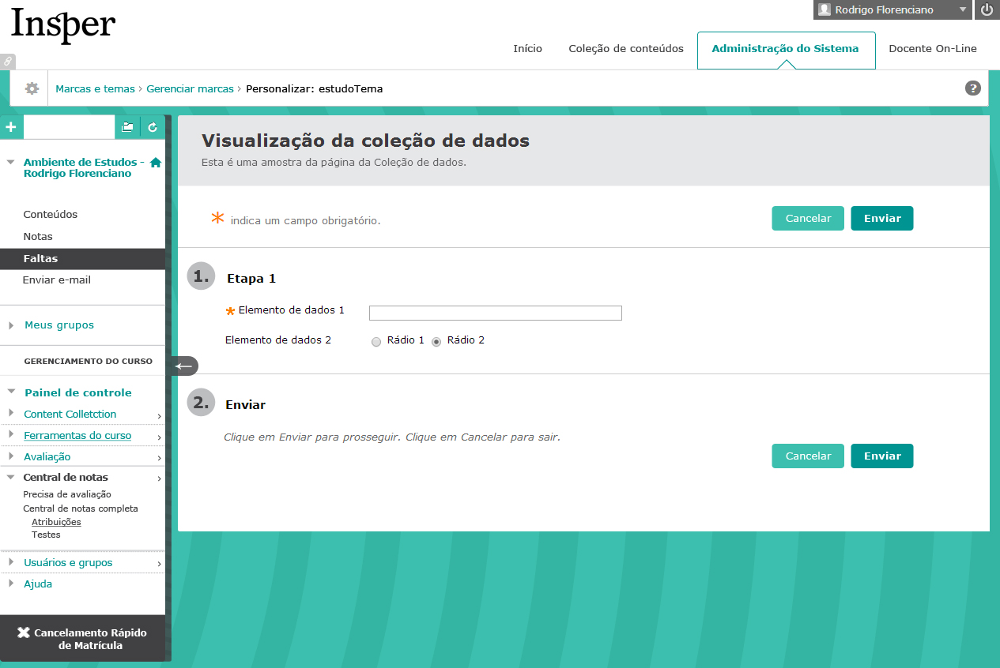 Insper
Rodrigo Florenciano
Início
Coleção de conteúdos
Administração do Sistema
Docente On-Line
Marcas e temas › Gerenciar marcas › Personalizar: estudoTema
?
Ambiente de Estudos -
Rodrigo Florenciano
Conteúdos
Notas
Faltas
Enviar e-mail
Meus grupos
GERENCIAMENTO DO CURSO
Painel de controle
Content Colletction
Ferramentas do curso
Avaliação
Central de notas
Precisa de avaliação
Central de notas completa
Atribuições
Testes
Usuários e grupos
Ajuda
Cancelamento Rápido
de Matrícula
Visualização da coleção de dados
Esta é uma amostra da página da Coleção de dados.
* indica um campo obrigatório.
Cancelar
Enviar
1. Etapa 1
* Elemento de dados 1
Elemento de dados 2 Rádio 1 Rádio 2
2. Enviar
Clique em Enviar para prosseguir. Clique em Cancelar para sair.
Cancelar
Enviar